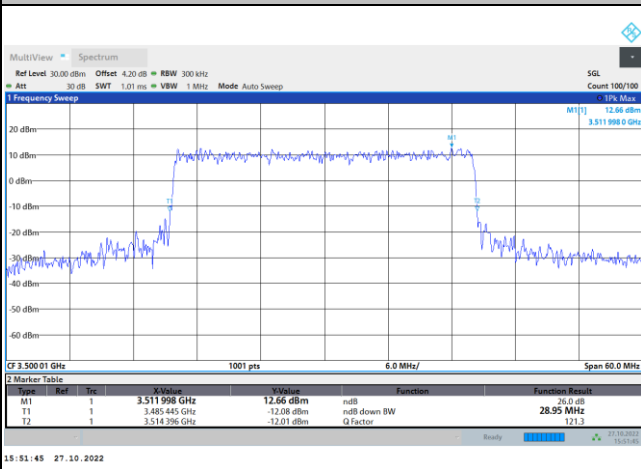 MultiView Spectrum
Ref Level 30.00 dBm Offset 4.20 dB RBW 300 kHz SGL
Att 30 dB SWT 1.01 ms VBW 1 MHz Mode Auto Sweep Count 100/100
1 Frequency Sweep 1Pk Max
M1[1] 12.66 dBm
3.511 998 0 GHz
20 dBm
M1
10 dBm
0 dBm
T1 T2
-10 dBm
-20 dBm
-30 dBm
-40 dBm
-50 dBm
-60 dBm
CF 3.500 01 GHz 1001 pts 6.0 MHz/ Span 60.0 MHz
2 Marker Table
Type Ref Trc X-Value Y-Value Function Function Result
M1 1 3.511 998 GHz 12.66 dBm ndB 26.0 dB
T1 1 3.485 445 GHz -12.08 dBm ndB down BW 28.95 MHz
T2 1 3.514 396 GHz -12.01 dBm Q Factor 121.3
Ready 27.10.2022
15:51:45
15:51:45 27.10.2022